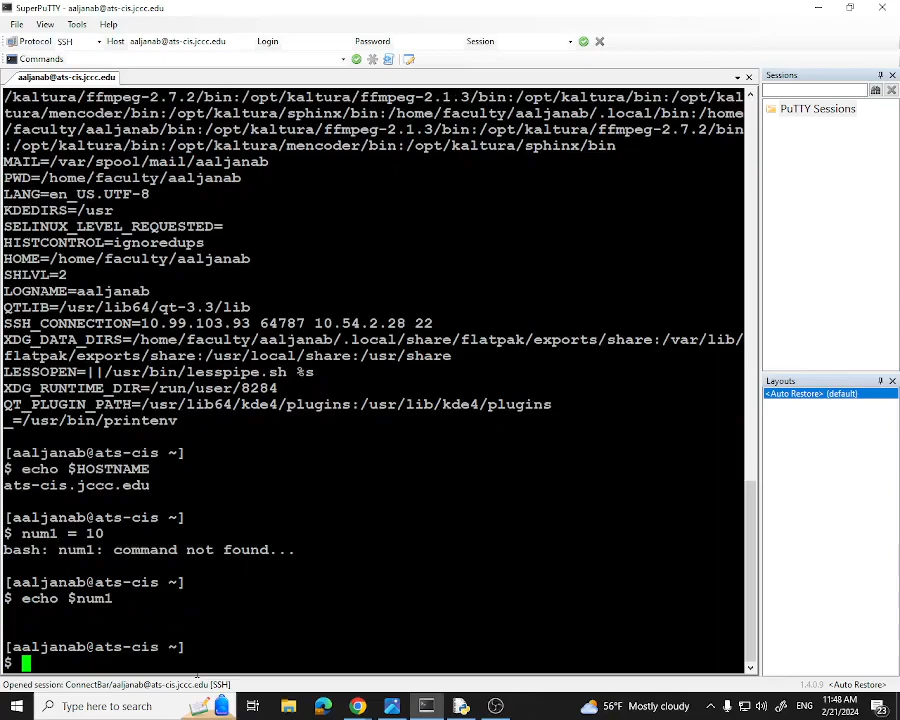 SuperPuTTY - aaljanab@ats-cis.jccc.edu
File View Tools Help
Protocol SSH Host aaljanab@ats-cis.jccc.edu Login Password Session
Commands
aaljanab@ats-cis.jccc.edu
/kaltura/ffmpeg-2.7.2/bin:/opt/kaltura/ffmpeg-2.1.3/bin:/opt/kaltura/bin:/opt/kal
tura/mencoder/bin:/opt/kaltura/sphinx/bin:/home/faculty/aaljanab/.local/bin:/home
/faculty/aaljanab/bin:/opt/kaltura/ffmpeg-2.1.3/bin:/opt/kaltura/ffmpeg-2.7.2/bin
:/opt/kaltura/bin:/opt/kaltura/mencoder/bin:/opt/kaltura/sphinx/bin
MAIL=/var/spool/mail/aaljanab
PWD=/home/faculty/aaljanab
LANG=en_US.UTF-8
KDEDIRS=/usr
SELINUX_LEVEL_REQUESTED=
HISTCONTROL=ignoredups
HOME=/home/faculty/aaljanab
SHLVL=2
LOGNAME=aaljanab
QTLIB=/usr/lib64/qt-3.3/lib
SSH_CONNECTION=10.99.103.93 64787 10.54.2.28 22
XDG_DATA_DIRS=/home/faculty/aaljanab/.local/share/flatpak/exports/share:/var/lib/
flatpak/exports/share:/usr/local/share:/usr/share
LESSOPEN=||/usr/bin/lesspipe.sh %s
XDG_RUNTIME_DIR=/run/user/8284
QT_PLUGIN_PATH=/usr/lib64/kde4/plugins:/usr/lib/kde4/plugins
_=/usr/bin/printenv
[aaljanab@ats-cis ~]
$ echo $HOSTNAME
ats-cis.jccc.edu
[aaljanab@ats-cis ~]
$ num1 = 10
bash: num1: command not found...
[aaljanab@ats-cis ~]
$ echo $num1
[aaljanab@ats-cis ~]
$
Sessions
PuTTY Sessions
Layouts
<Auto Restore> (default)
Opened session: ConnectBar/aaljanab@ats-cis.jccc.edu [SSH]
1.4.0.9 <Auto Restore>
Type here to search
56°F Mostly cloudy
ENG
11:48 AM
2/21/2024
23